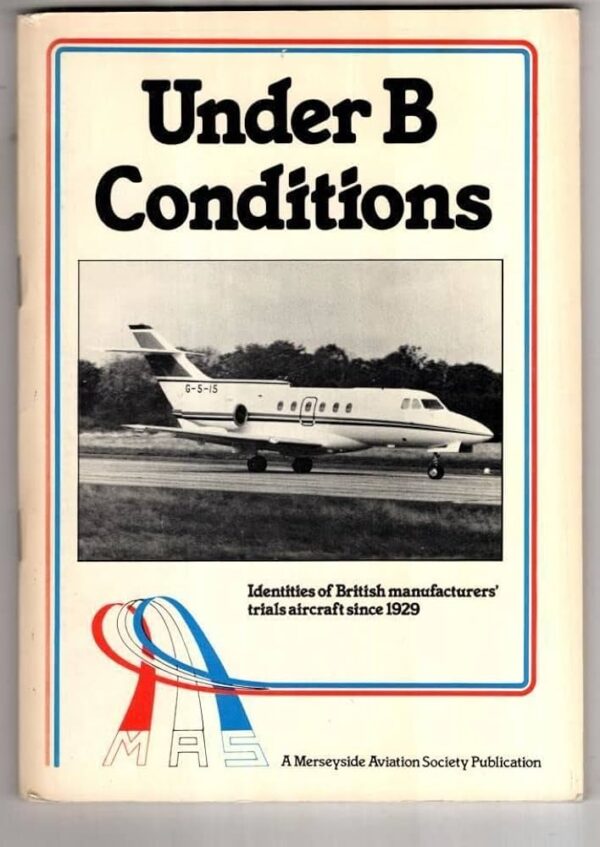 Under B
Conditions
G-5-15
Identities of British manufacturers'
trials aircraft since 1929
MAS
A Merseyside Aviation Society Publication